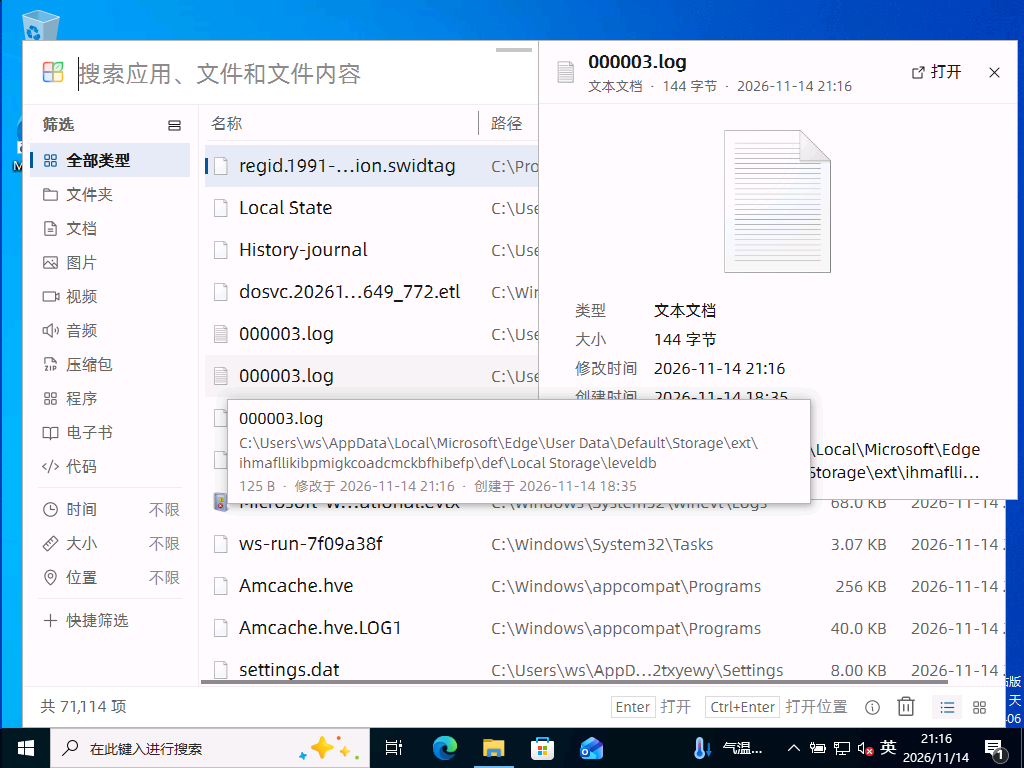 搜索应用、文件和文件内容
筛选
全部类型
文件夹
文档
图片
视频
音频
压缩包
程序
电子书
代码
时间 不限
大小 不限
位置 不限
快捷筛选
名称 路径
regid.1991-...ion.swidtag C:\Pro
Local State C:\Use
History-journal C:\Use
dosvc.20261...649_772.etl C:\Win
000003.log C:\Use
000003.log C:\Use
000003.log
文本文档 · 144 字节 · 2026-11-14 21:16
打开
类型 文本文档
大小 144 字节
修改时间 2026-11-14 21:16
创建时间 2026-11-14 18:35
\Local\Microsoft\Edge
Storage\ext\ihmaflli...
000003.log
C:\Users\ws\AppData\Local\Microsoft\Edge\User Data\Default\Storage\ext\
ihmafllikibpmigkcoadcmckbfhibefp\def\Local Storage\leveldb
125 B · 修改于 2026-11-14 21:16 · 创建于 2026-11-14 18:35
Microsoft-W...ational.evtx C:\Windows\System32\winevt\Logs 68.0 KB 2026-11-14
ws-run-7f09a38f C:\Windows\System32\Tasks 3.07 KB 2026-11-14
Amcache.hve C:\Windows\appcompat\Programs 256 KB 2026-11-14
Amcache.hve.LOG1 C:\Windows\appcompat\Programs 40.0 KB 2026-11-14
settings.dat C:\Users\ws\AppD...2txyewy\Settings 8.00 KB 2026-11-14
共 71,114 项
Enter 打开 Ctrl+Enter 打开位置
在此键入进行搜索
气温...
英
21:16
2026/11/14
1